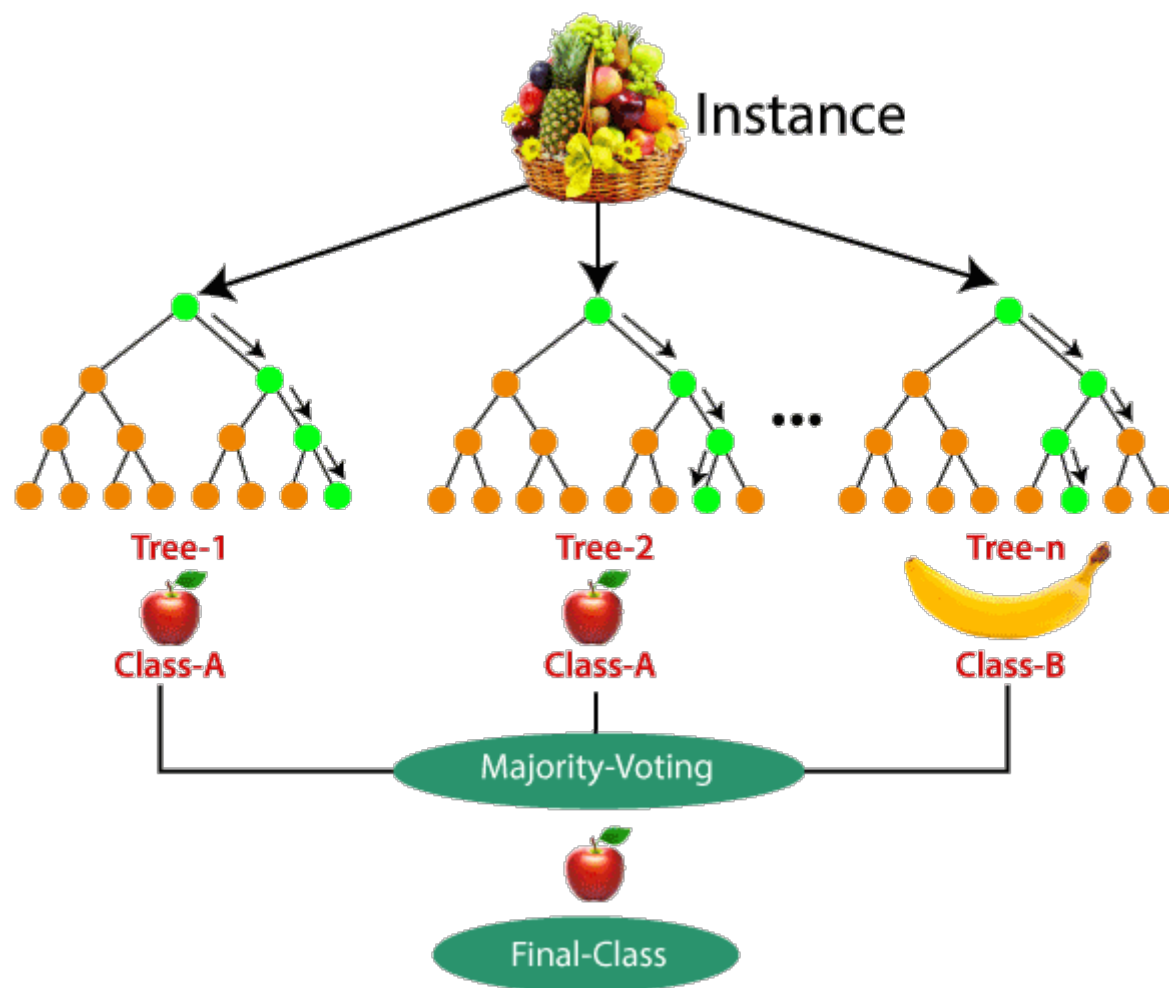 Instance
...
Tree-1
Tree-2
Tree-n
Class-A
Class-A
Class-B
Majority-Voting
Final-Class